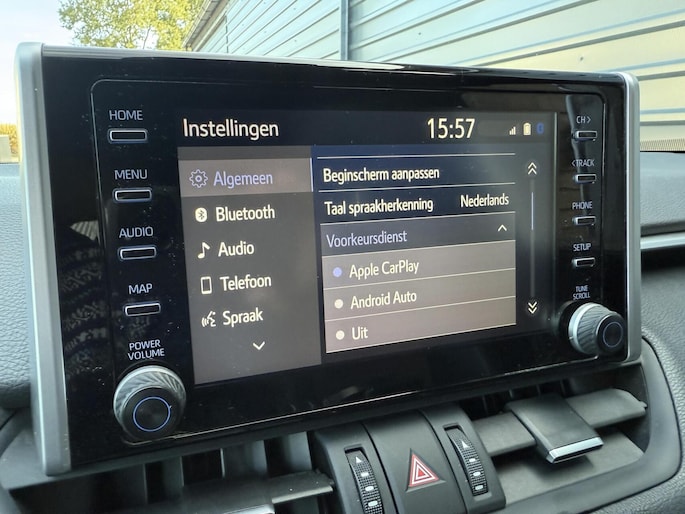 HOME
MENU
AUDIO
MAP
POWER
VOLUME
Instellingen
15:57
Algemeen
Bluetooth
Audio
Telefoon
Spraak
Beginscherm aanpassen
Taal spraakherkenning Nederlands
Voorkeursdienst
Apple CarPlay
Android Auto
Uit
CH >
< TRACK
PHONE
SETUP
TUNE
SCROLL